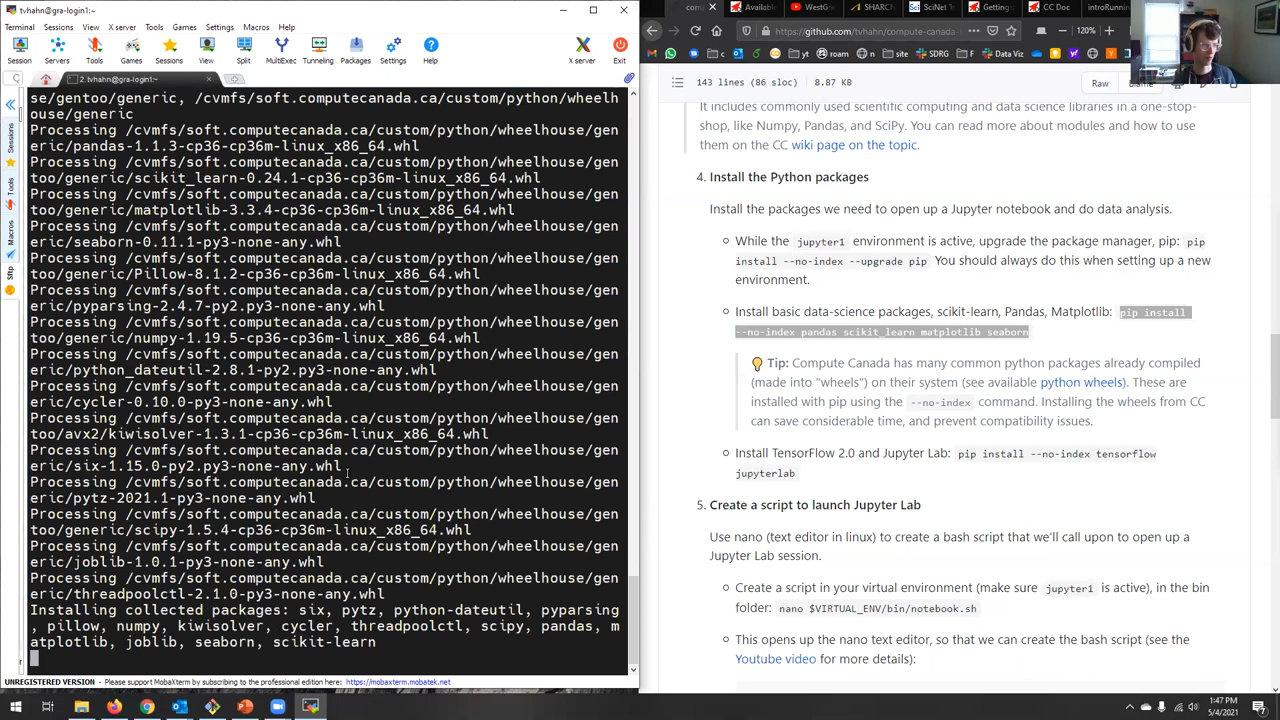 tvhahn@gra-login1:~
Terminal Sessions View X server Tools Games Settings Macros Help
Session Servers Tools Games Sessions View Split MultiExec Tunneling Packages Settings Help X server Exit
2. tvhahn@gra-login1:~
Sessions
Tools
Macros
Sftp
se/gentoo/generic, /cvmfs/soft.computecanada.ca/custom/python/wheelh
ouse/generic
Processing /cvmfs/soft.computecanada.ca/custom/python/wheelhouse/gen
eric/pandas-1.1.3-cp36-cp36m-linux_x86_64.whl
Processing /cvmfs/soft.computecanada.ca/custom/python/wheelhouse/gen
too/generic/scikit_learn-0.24.1-cp36-cp36m-linux_x86_64.whl
Processing /cvmfs/soft.computecanada.ca/custom/python/wheelhouse/gen
too/generic/matplotlib-3.3.4-cp36-cp36m-linux_x86_64.whl
Processing /cvmfs/soft.computecanada.ca/custom/python/wheelhouse/gen
eric/seaborn-0.11.1-py3-none-any.whl
Processing /cvmfs/soft.computecanada.ca/custom/python/wheelhouse/gen
too/generic/Pillow-8.1.2-cp36-cp36m-linux_x86_64.whl
Processing /cvmfs/soft.computecanada.ca/custom/python/wheelhouse/gen
eric/pyparsing-2.4.7-py2.py3-none-any.whl
Processing /cvmfs/soft.computecanada.ca/custom/python/wheelhouse/gen
too/generic/numpy-1.19.5-cp36-cp36m-linux_x86_64.whl
Processing /cvmfs/soft.computecanada.ca/custom/python/wheelhouse/gen
eric/python_dateutil-2.8.1-py2.py3-none-any.whl
Processing /cvmfs/soft.computecanada.ca/custom/python/wheelhouse/gen
eric/cycler-0.10.0-py3-none-any.whl
Processing /cvmfs/soft.computecanada.ca/custom/python/wheelhouse/gen
too/avx2/kiwisolver-1.3.1-cp36-cp36m-linux_x86_64.whl
Processing /cvmfs/soft.computecanada.ca/custom/python/wheelhouse/gen
eric/six-1.15.0-py2.py3-none-any.whl
Processing /cvmfs/soft.computecanada.ca/custom/python/wheelhouse/gen
eric/pytz-2021.1-py3-none-any.whl
Processing /cvmfs/soft.computecanada.ca/custom/python/wheelhouse/gen
too/generic/scipy-1.5.4-cp36-cp36m-linux_x86_64.whl
Processing /cvmfs/soft.computecanada.ca/custom/python/wheelhouse/gen
eric/joblib-1.0.1-py3-none-any.whl
Processing /cvmfs/soft.computecanada.ca/custom/python/wheelhouse/gen
eric/threadpoolctl-2.1.0-py3-none-any.whl
Installing collected packages: six, pytz, python-dateutil, pyparsing
, pillow, numpy, kiwisolver, cycler, threadpoolctl, scipy, pandas, m
atplotlib, joblib, seaborn, scikit-learn
UNREGISTERED VERSION - Please support MobaXterm by subscribing to the professional edition here: https://mobaxterm.mobatek.net
Available WestGri SHARCN SciNet T Getting CC Doc introRunnin
https://github.com/tvhahn/compute-canada- 120%
roam sites SDRG Data Viz
143 lines (86 sloc) 8.87 KB Raw Blame
It includes commonly used scientific computing and data science libraries in a one-stop-
shop, like Numpy, Pandas, and SciPy. You can read more about modules and how to use
them on the CC wiki page on the topic.
4. Install the Python packages
Install the packages we need to open up a Jupyter notebook and do data analysis.
While the jupyter1 environment is active, upgrade the package manager, pip: pip
install --no-index --upgrade pip You should always do this when setting up a new
environment.
Install basic data-science packages, scikit-learn, Pandas, Matplotlib: pip install
--no-index pandas scikit_learn matplotlib seaborn
Tip: Compute Canada has many common python packages already compiled
(made into "wheels") on their system (see available python wheels). These are
installed with pip using the --no-index command. Installing the wheels from CC
can save considerable time, and prevent compatibility issues.
Install TensorFlow 2.0 and Jupyter Lab: pip install --no-index tensorflow
jupyterlab
5. Create a script to launch Jupyter Lab
Use nano (text editor in linux) to create a bash script that we'll call upon to open up a
Jupyter Lab session.
Create a script in your virtual environment (make sure jupyter1 is active), in the bin
folder: nano $VIRTUAL_ENV/bin/notebook.sh
This opens up the nano text editor, so that we can create the bash script (see the
Youtube video for more details):
1:47 PM
5/4/2021